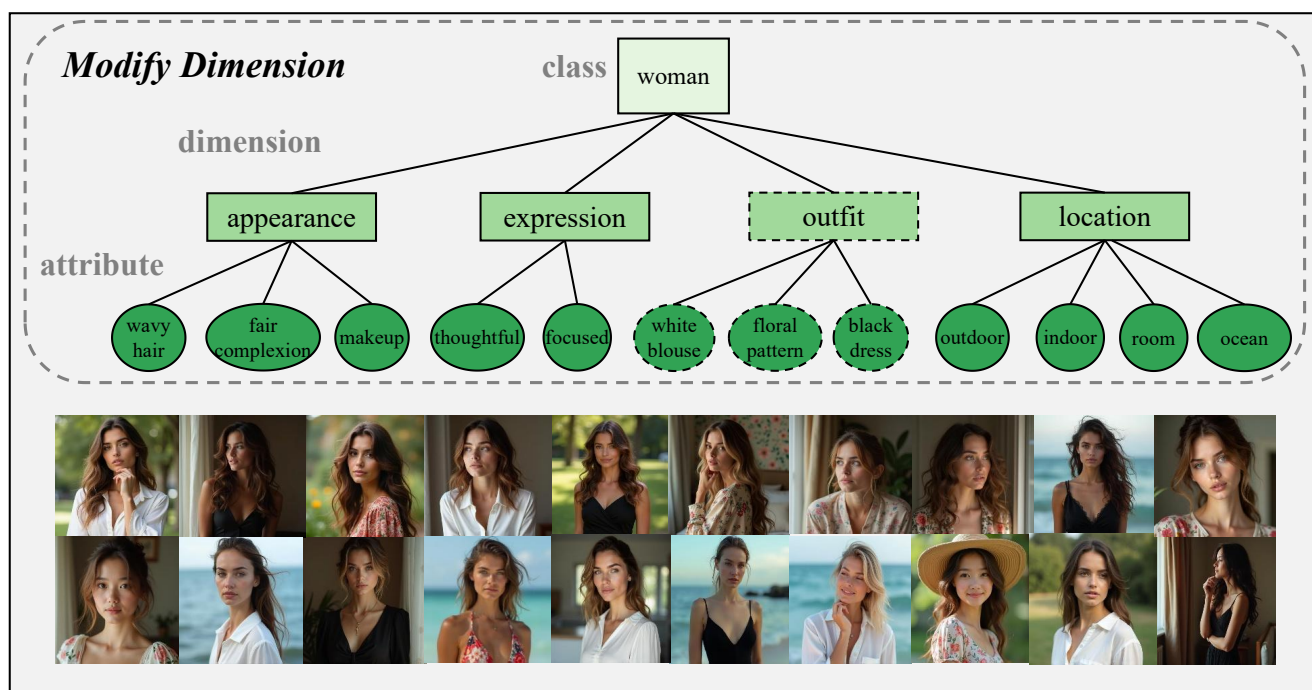 Modify Dimension
class
woman
dimension
appearance
expression
outfit
location
attribute
wavy
hair
fair
complexion
makeup
thoughtful
focused
white
blouse
floral
pattern
black
dress
outdoor
indoor
room
ocean